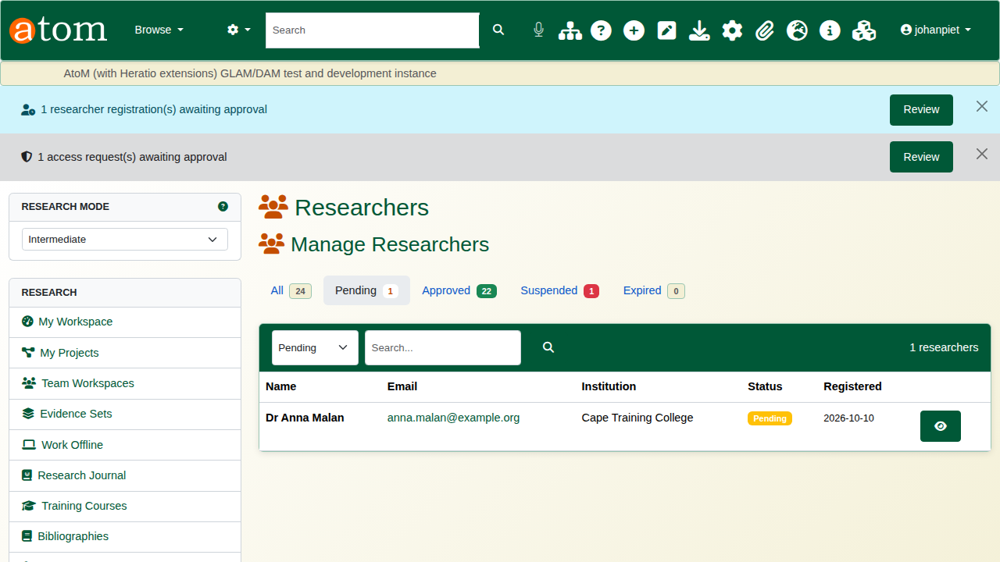 atom
Browse
Search
johanpiet
AtoM (with Heratio extensions) GLAM/DAM test and development instance
1 researcher registration(s) awaiting approval
Review
1 access request(s) awaiting approval
Review
RESEARCH MODE
Intermediate
RESEARCH
My Workspace
My Projects
Team Workspaces
Evidence Sets
Work Offline
Research Journal
Training Courses
Bibliographies
Researchers
Manage Researchers
All 24 Pending 1 Approved 22 Suspended 1 Expired 0
Pending Search... 1 researchers
Name Email Institution Status Registered
Dr Anna Malan anna.malan@example.org Cape Training College Pending 2026-10-10